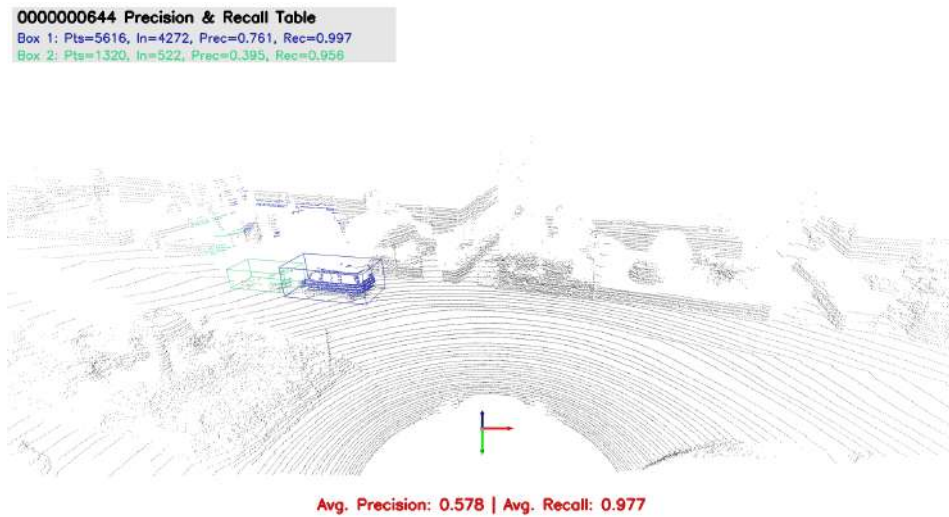 0000000644 Precision & Recall Table
Box 1: Pts=5616, In=4272, Prec=0.761, Rec=0.997
Box 2: Pts=1320, In=522, Prec=0.395, Rec=0.956
Avg. Precision: 0.578 | Avg. Recall: 0.977